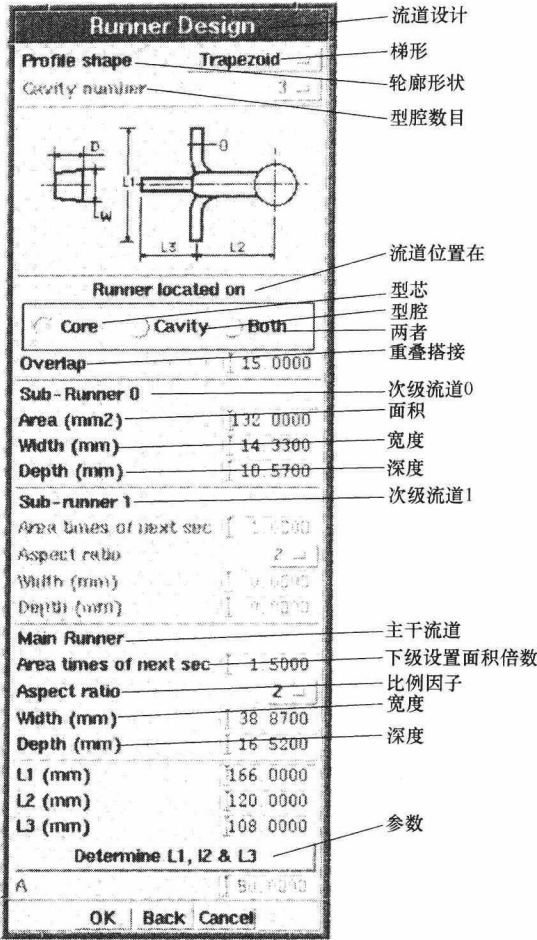 Runner Design 流道设计
Profile shape Trapezoid 梯形
轮廓形状
Cavity number 3
型腔数目
D
W
L1
0
L3 L2
流道位置在
Runner located on
型芯
Core Cavity Both 型腔
两者
Overlap 15.0000 重叠搭接
Sub-Runner 0 次级流道0
Area (mm2) 132.0000 面积
Width (mm) 14.3300 宽度
Depth (mm) 10.5700 深度
Sub-runner 1 次级流道1
Area times of next sec
Aspect ratio 2
Width (mm)
Depth (mm)
Main Runner 主干流道
Area times of next sec 1.5000 下级设置面积倍数
Aspect ratio 2 比例因子
Width (mm) 38.8700 宽度
Depth (mm) 16.5200 深度
L1 (mm) 166.0000
L2 (mm) 120.0000
L3 (mm) 108.0000
参数
Determine L1, l2 & L3
A
OK Back Cancel